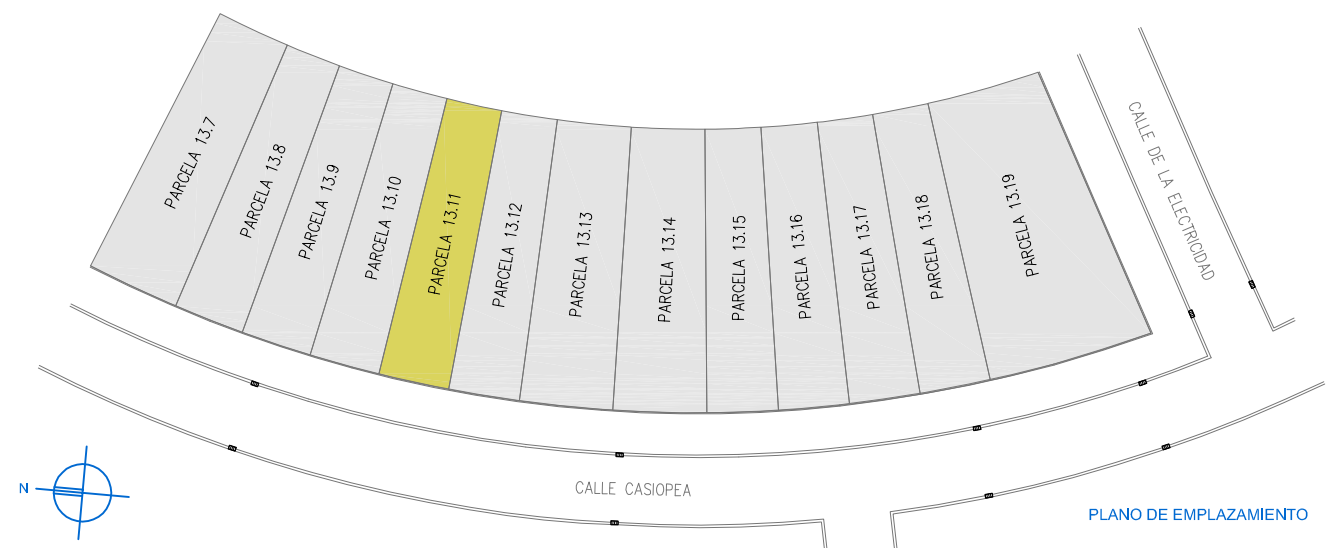 PARCELA 13.7
PARCELA 13.8
PARCELA 13.9
PARCELA 13.10
PARCELA 13.11
PARCELA 13.12
PARCELA 13.13
PARCELA 13.14
PARCELA 13.15
PARCELA 13.16
PARCELA 13.17
PARCELA 13.18
PARCELA 13.19
CALLE DE LA ELECTRICIDAD
CALLE CASIOPEA
N
PLANO DE EMPLAZAMIENTO